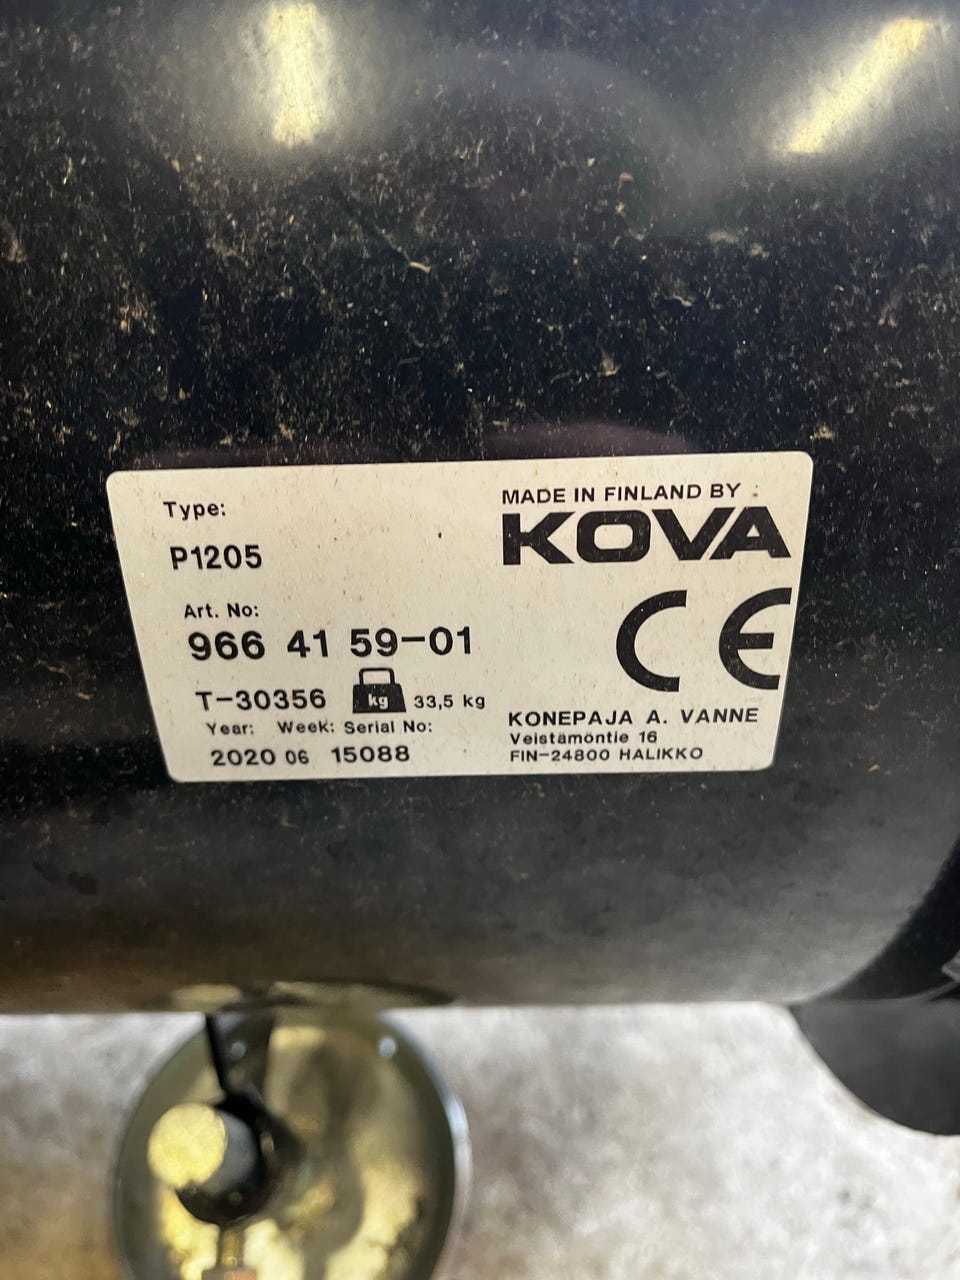 Type:
P1205
Art. No:
966 41 59-01
T-30356 kg 33,5 kg
Year: Week: Serial No:
2020 06 15088
MADE IN FINLAND BY
KOVA
CE
KONEPAJA A. VANNE
Veistämöntie 16
FIN-24800 HALIKKO